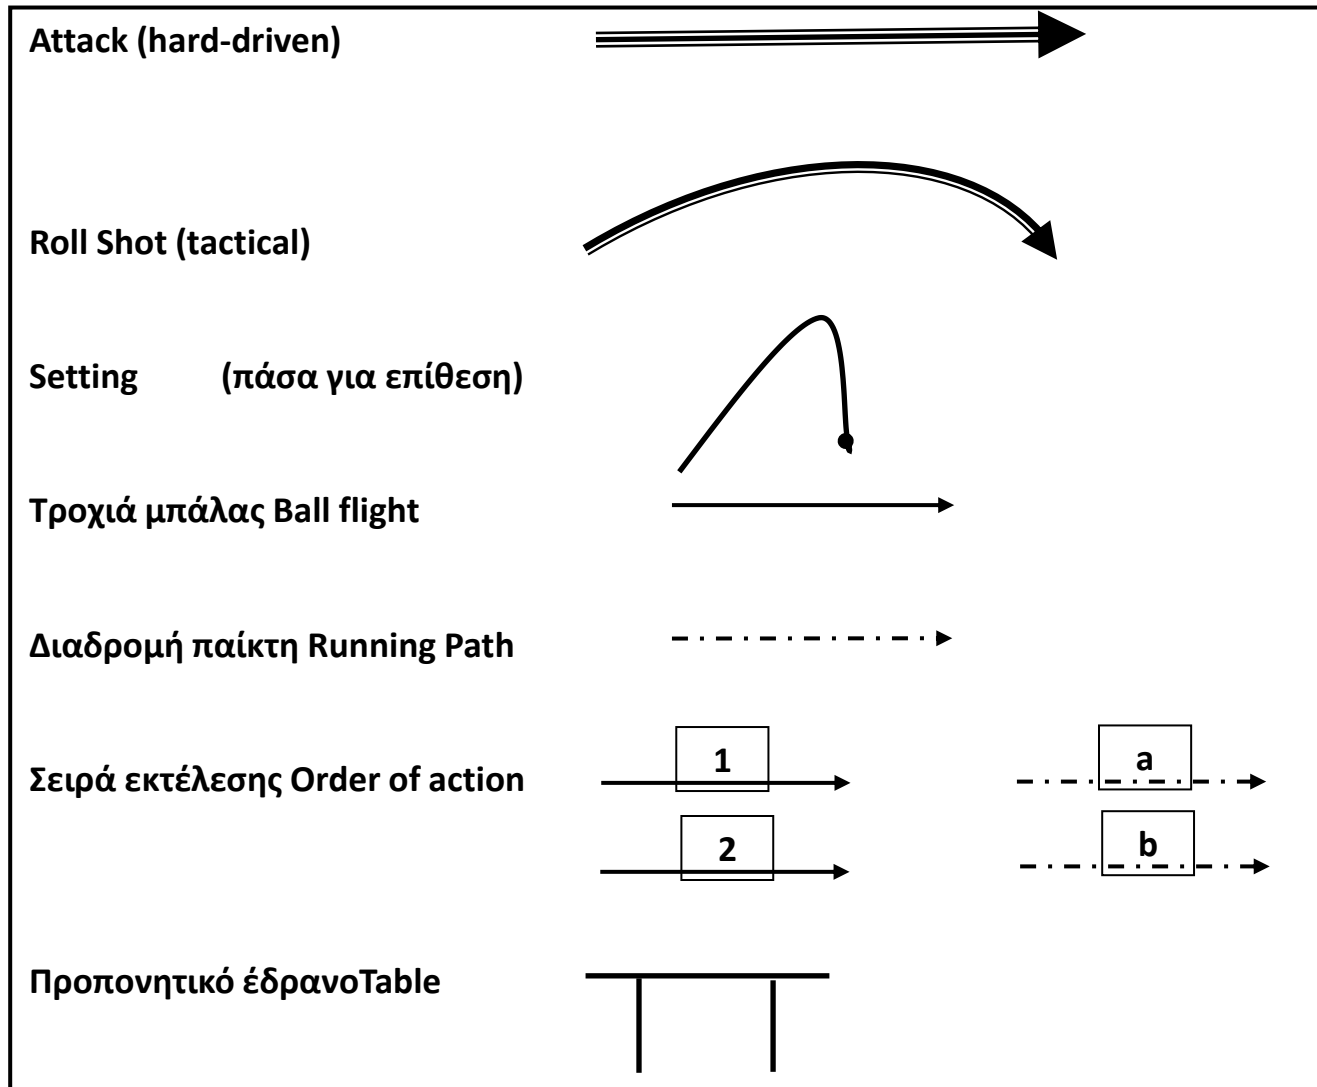 Attack (hard-driven)
Roll Shot (tactical)
Setting (πάσα για επίθεση)
Τροχιά μπάλας Ball flight
Διαδρομή παίκτη Running Path
Σειρά εκτέλεσης Order of action
1
a
2
b
Προπονητικό έδρανοTable